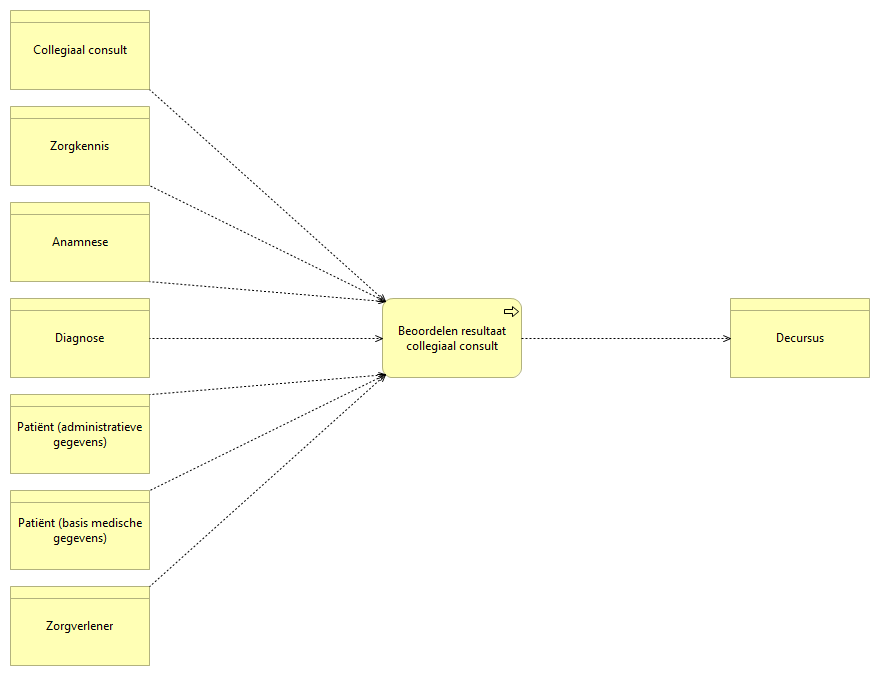 Collegiaal consult
Zorgkennis
Anamnese
Diagnose
Patiënt (administratieve
gegevens)
Patiënt (basis medische
gegevens)
Zorgverlener
Beoordelen resultaat
collegiaal consult
Decursus